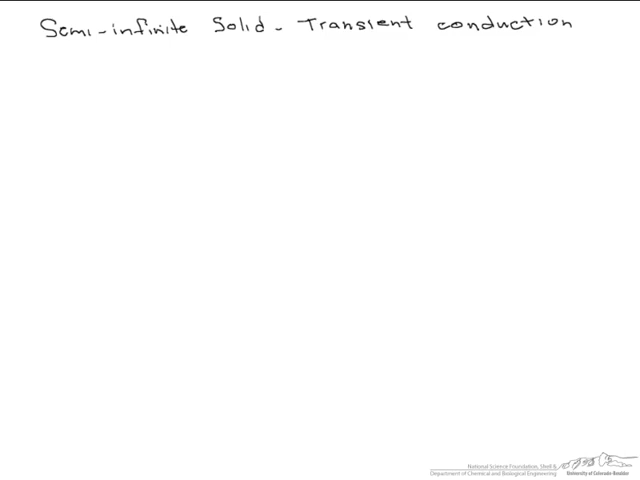 Semi-infinite Solid - Transient conduction
National Science Foundation, Shell &
Department of Chemical and Biological Engineering
University of Colorado Boulder